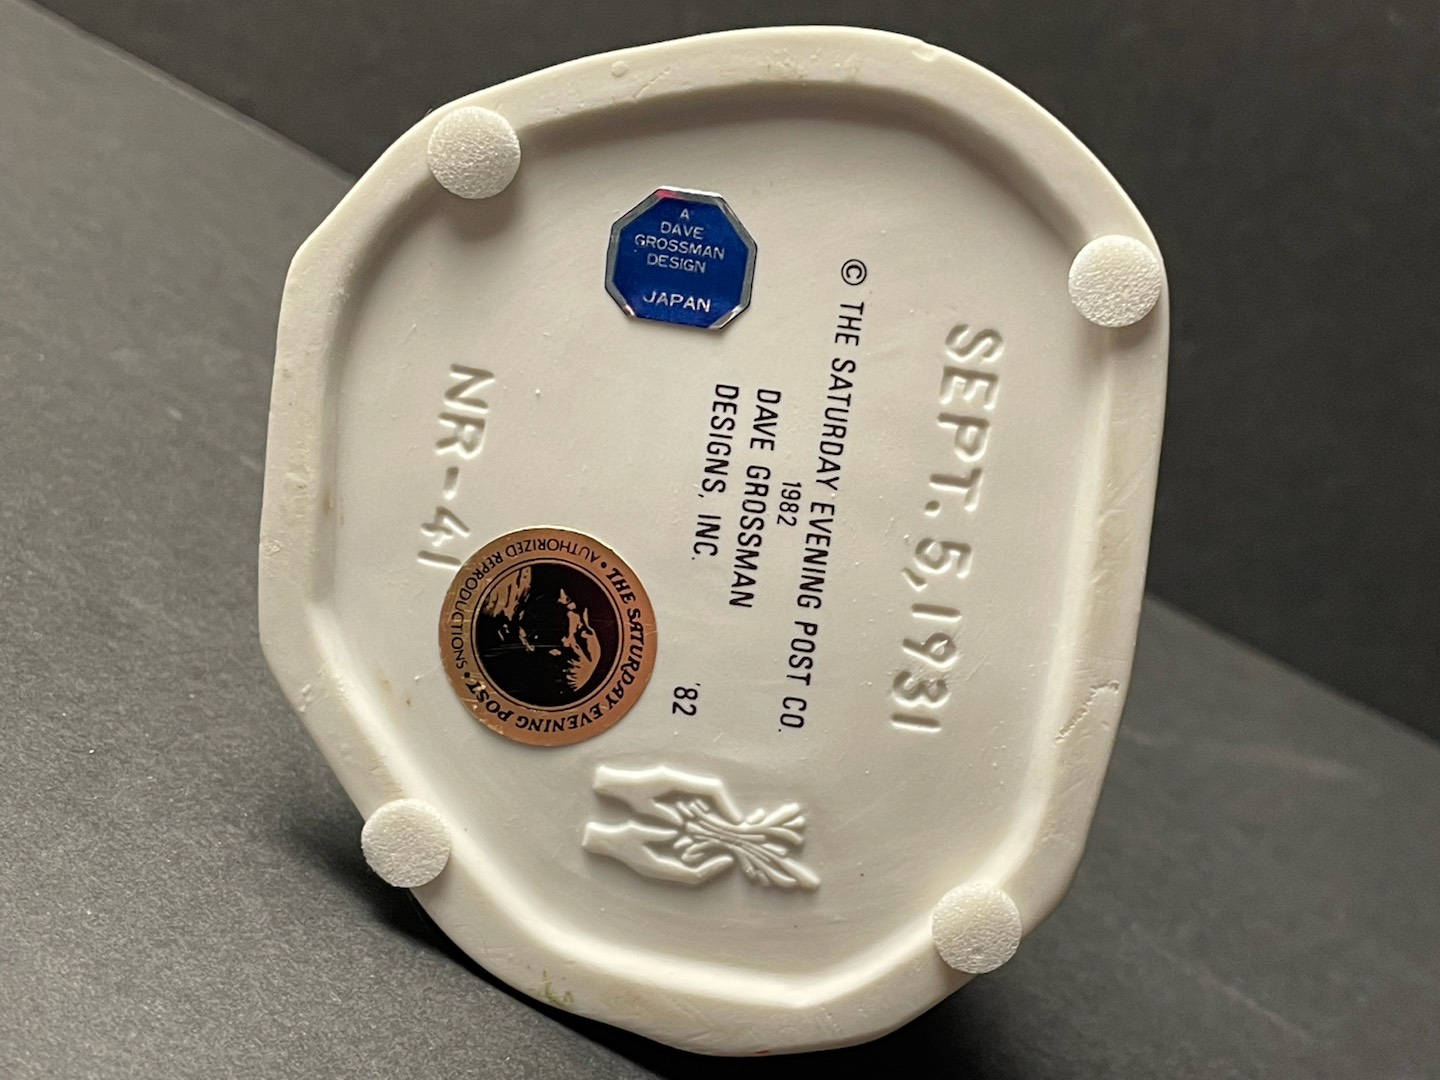 SEPT. 5, 1931
© THE SATURDAY EVENING POST CO.
1982
DAVE GROSSMAN
DESIGNS, INC.
'82
NR-41
A
DAVE
GROSSMAN
DESIGN
JAPAN
• THE SATURDAY EVENING POST •
AUTHORIZED REPRODUCTIONS